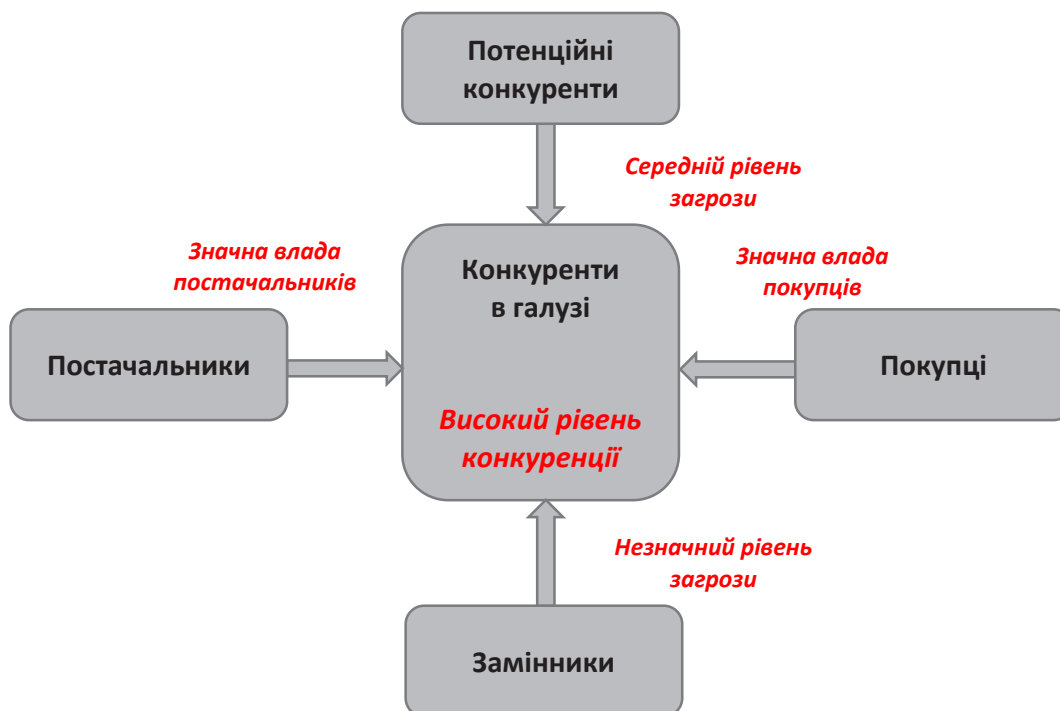 Потенційні
конкуренти
Середній рівень
загрози
Значна влада
постачальників
Конкуренти
в галузі
Значна влада
покупців
Постачальники
Покупці
Високий рівень
конкуренції
Незначний рівень
загрози
Замінники